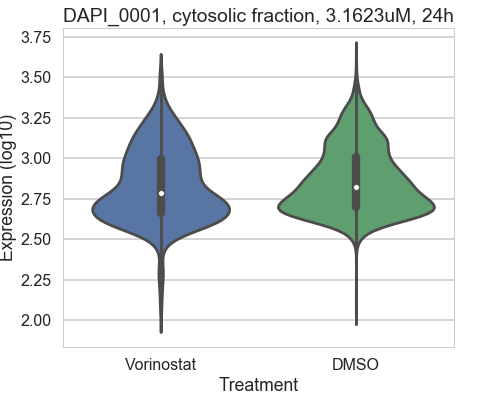 DAPI_0001, cytosolic fraction, 3.1623uM, 24h
3.75
3.50
3.25
3.00
2.75
2.50
2.25
2.00
Expression (log10)
Vorinostat DMSO
Treatment